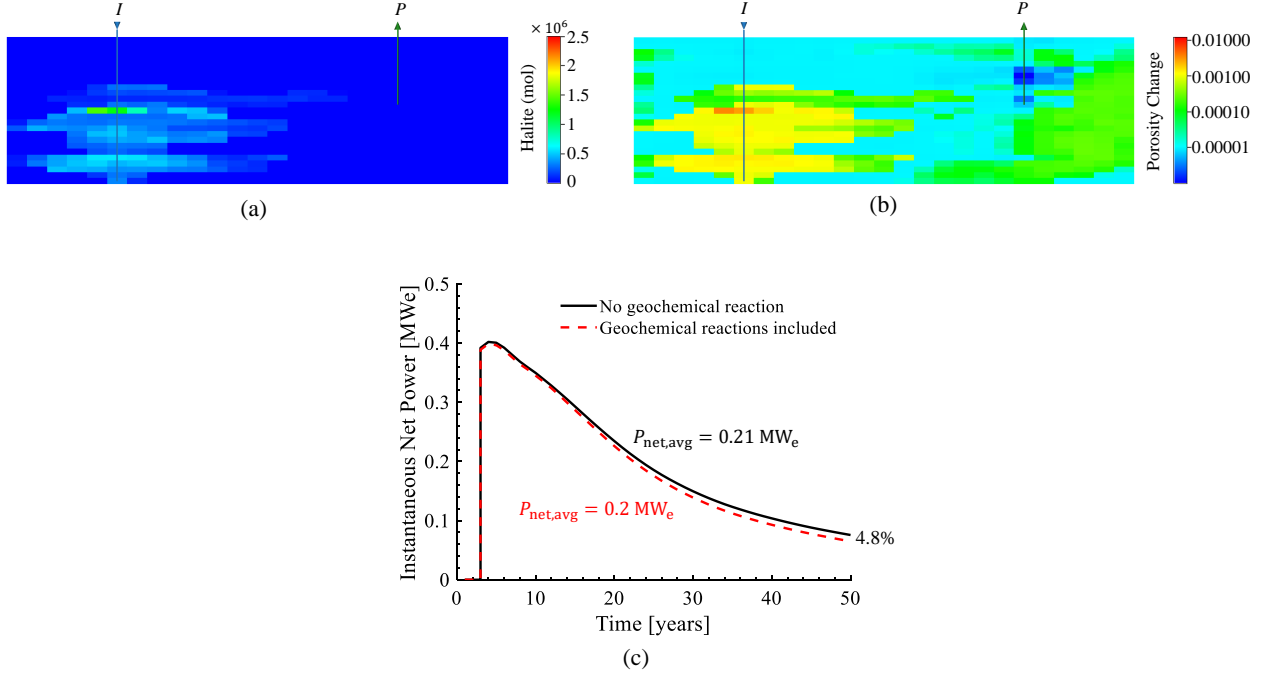 I
P
× 10⁶
2.5
2
1.5
1
0.5
0
Halite (mol)
(a)
I
P
0.01000
0.00100
0.00010
0.00001
Porosity Change
(b)
0.5
0.4
0.3
0.2
0.1
0
Instantaneous Net Power [MWe]
No geochemical reaction
Geochemical reactions included
P_net,avg = 0.21 MW_e
P_net,avg = 0.2 MW_e
4.8%
0 10 20 30 40 50
Time [years]
(c)